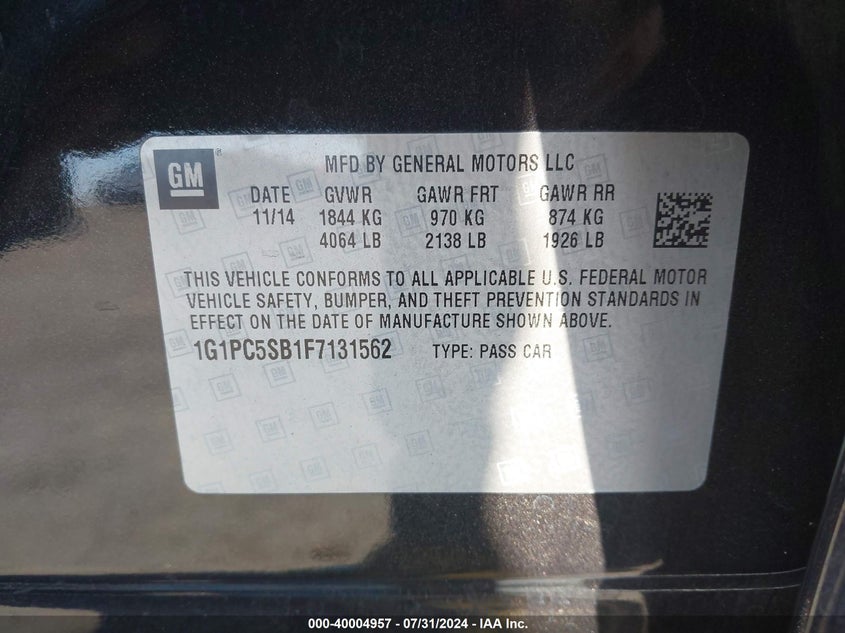 GM ® MFD BY GENERAL MOTORS LLC
DATE GVWR GAWR FRT GAWR RR
11/14 1844 KG 970 KG 874 KG
4064 LB 2138 LB 1926 LB
THIS VEHICLE CONFORMS TO ALL APPLICABLE U.S. FEDERAL MOTOR
VEHICLE SAFETY, BUMPER, AND THEFT PREVENTION STANDARDS IN
EFFECT ON THE DATE OF MANUFACTURE SHOWN ABOVE.
1G1PC5SB1F7131562 TYPE: PASS CAR
000-40004957 - 07/31/2024 - © IAA, Inc.